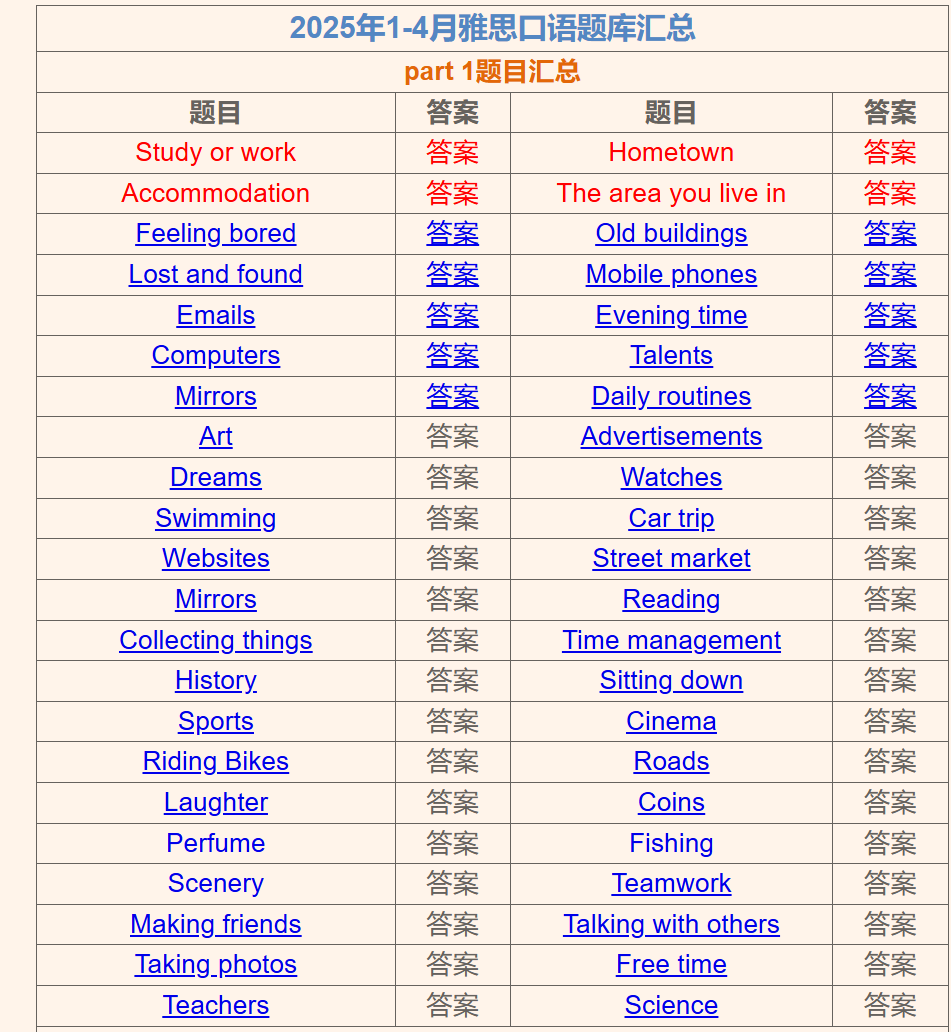 2025年1-4月雅思口语题库汇总
part 1题目汇总
题目 答案 题目 答案
Study or work 答案 Hometown 答案
Accommodation 答案 The area you live in 答案
Feeling bored 答案 Old buildings 答案
Lost and found 答案 Mobile phones 答案
Emails 答案 Evening time 答案
Computers 答案 Talents 答案
Mirrors 答案 Daily routines 答案
Art 答案 Advertisements 答案
Dreams 答案 Watches 答案
Swimming 答案 Car trip 答案
Websites 答案 Street market 答案
Mirrors 答案 Reading 答案
Collecting things 答案 Time management 答案
History 答案 Sitting down 答案
Sports 答案 Cinema 答案
Riding Bikes 答案 Roads 答案
Laughter 答案 Coins 答案
Perfume 答案 Fishing 答案
Scenery 答案 Teamwork 答案
Making friends 答案 Talking with others 答案
Taking photos 答案 Free time 答案
Teachers 答案 Science 答案